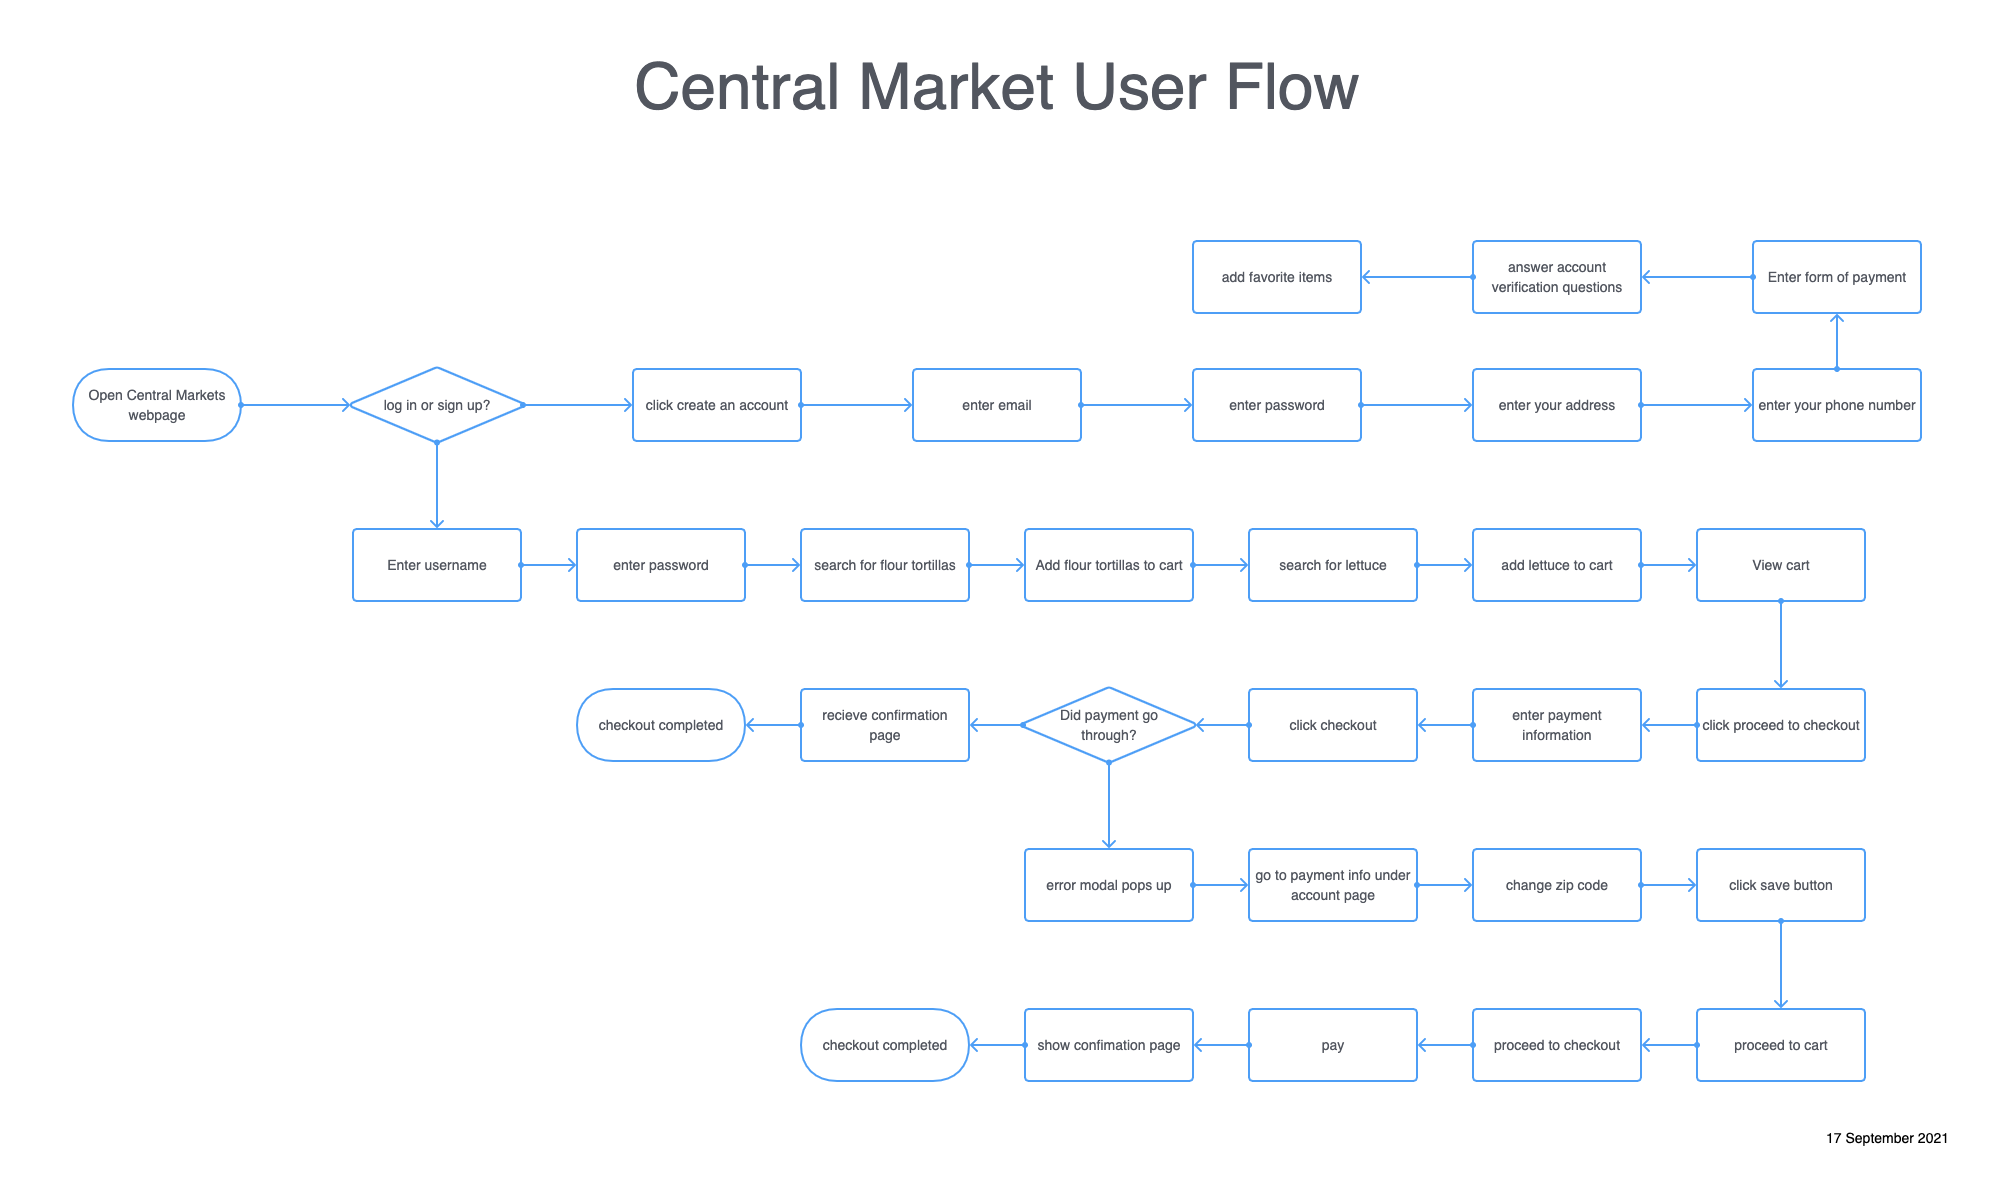 Central Market User Flow
add favorite items
answer account
verification questions
Enter form of payment
Open Central Markets
webpage
log in or sign up?
click create an account
enter email
enter password
enter your address
enter your phone number
Enter username
enter password
search for flour tortillas
Add flour tortillas to cart
search for lettuce
add lettuce to cart
View cart
checkout completed
recieve confirmation
page
Did payment go
through?
click checkout
enter payment
information
click proceed to checkout
error modal pops up
go to payment info under
account page
change zip code
click save button
checkout completed
show confimation page
pay
proceed to checkout
proceed to cart
17 September 2021